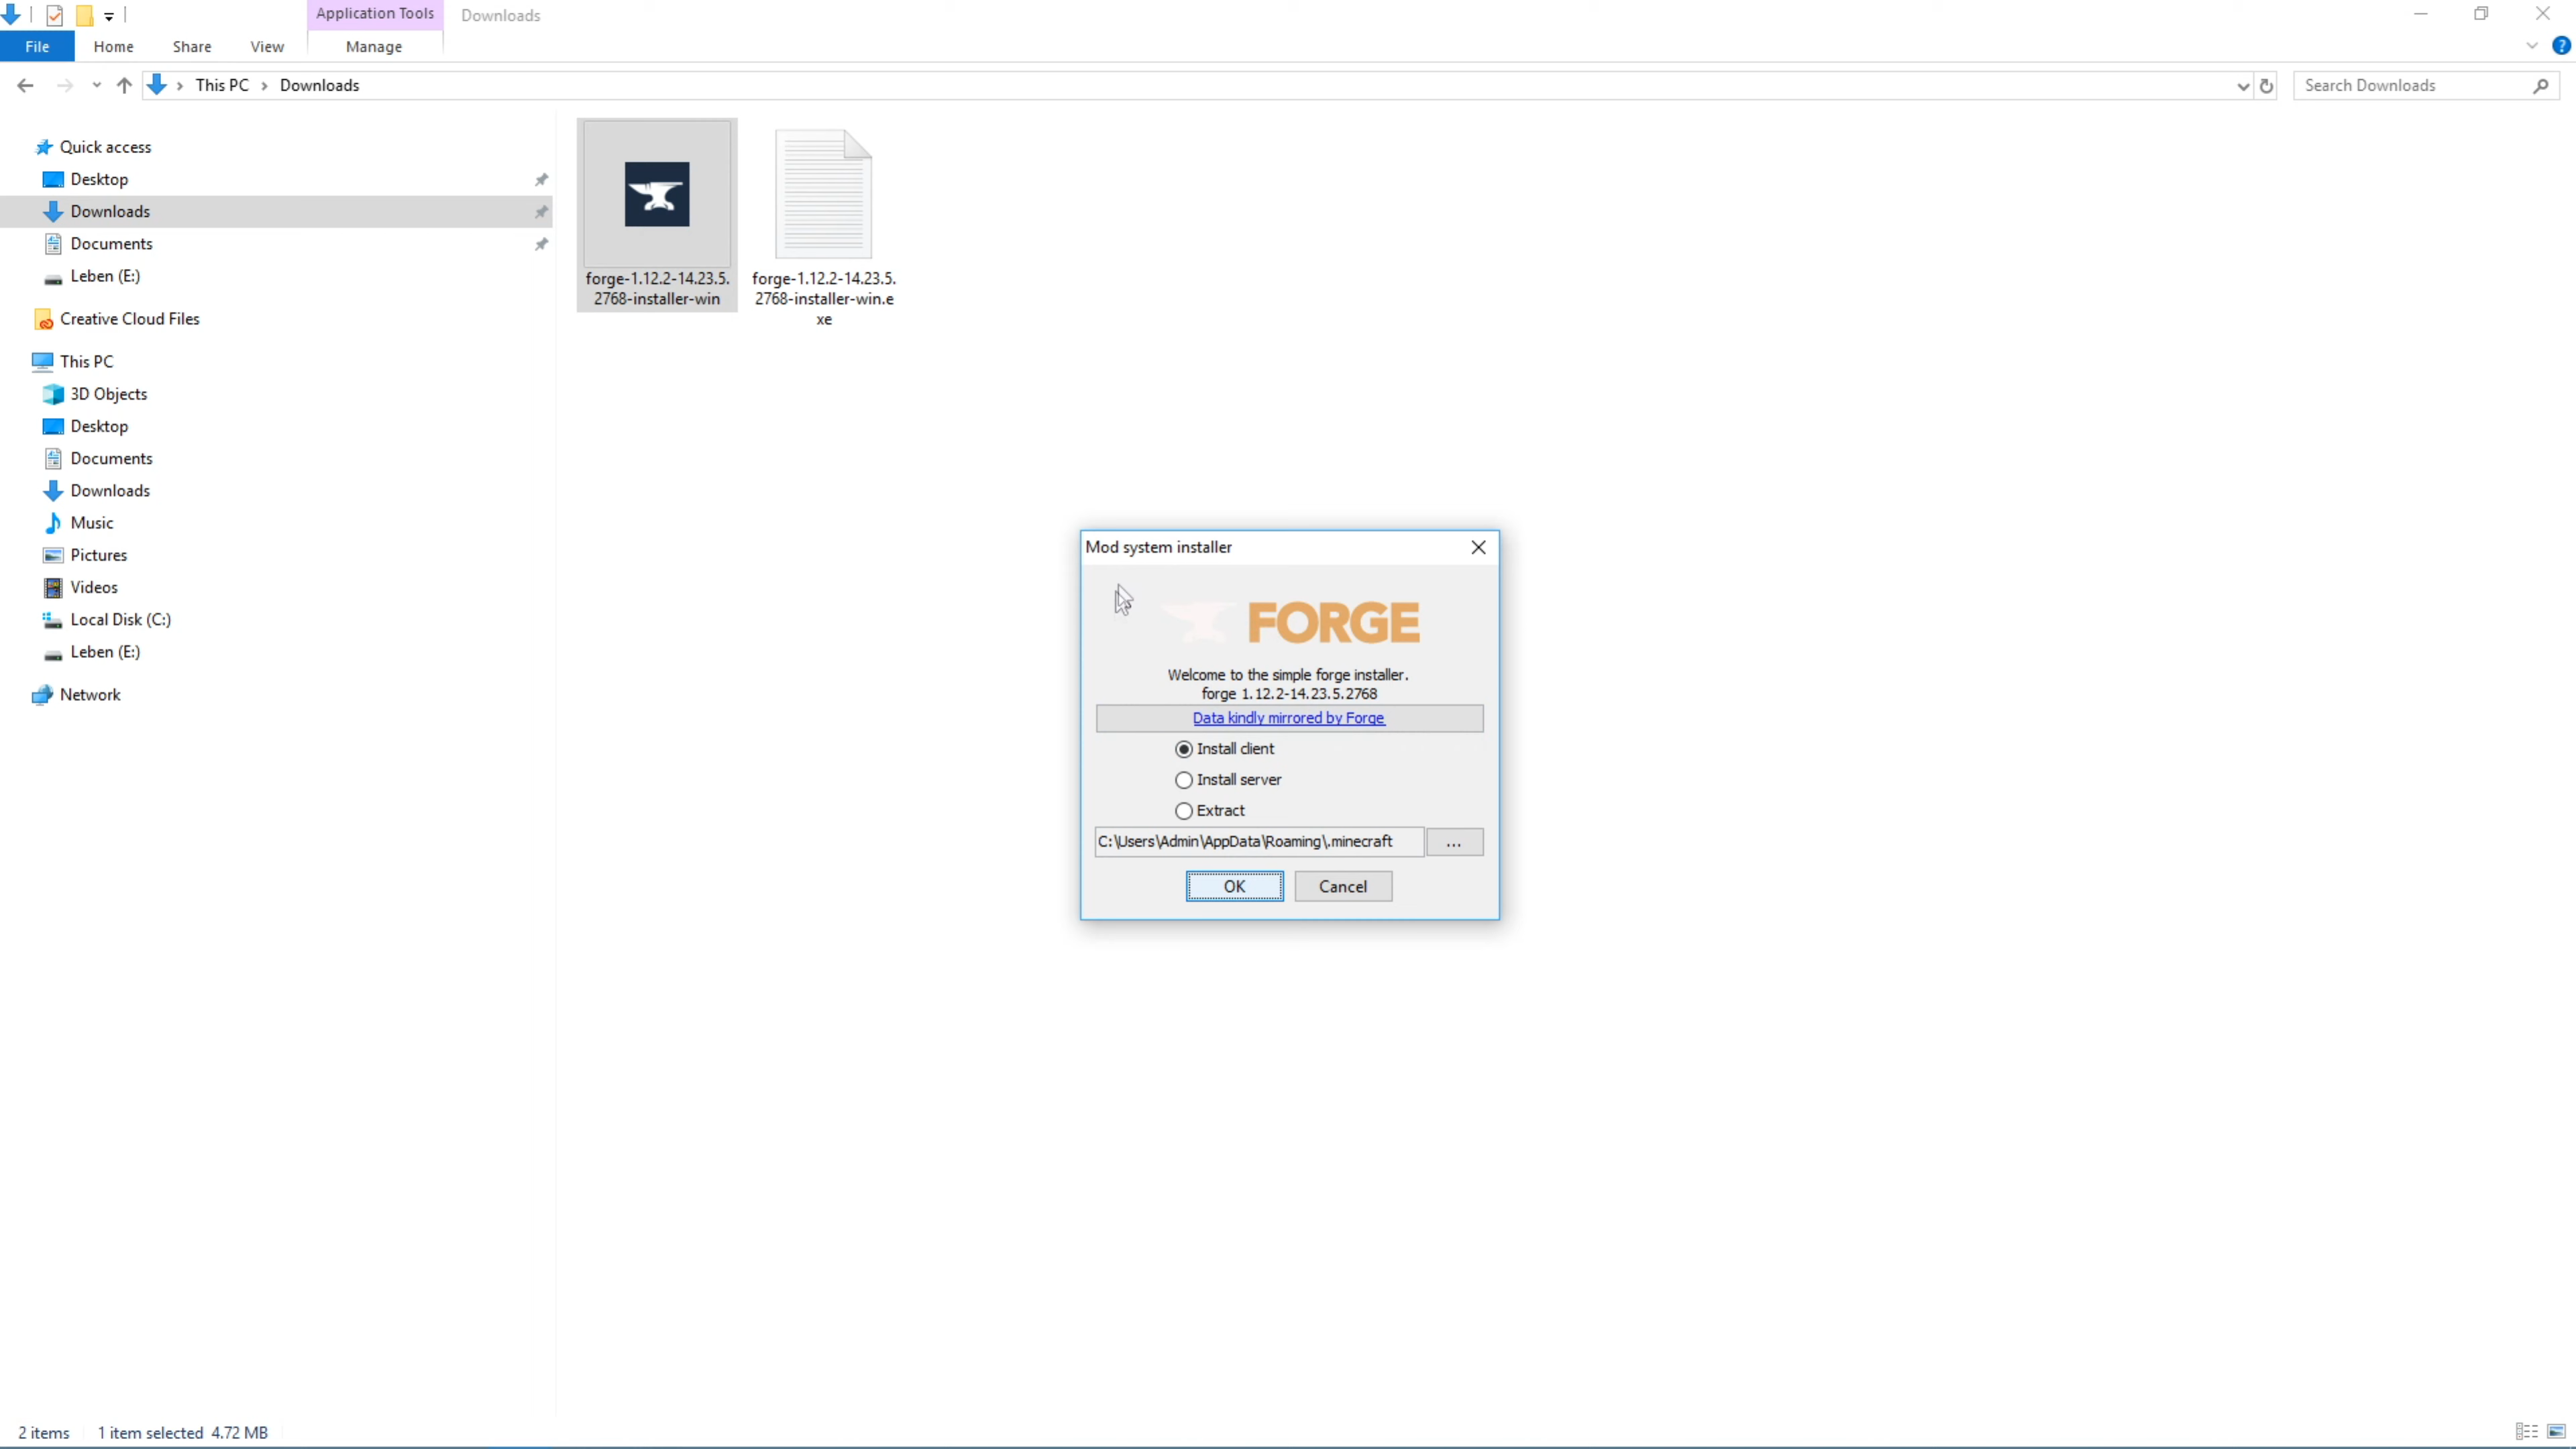 Application Tools
Downloads
File
Home
Share
View
Manage
This PC
Downloads
Search Downloads
Quick access
Desktop
Downloads
Documents
Leben (E:)
Creative Cloud Files
This PC
3D Objects
Desktop
Documents
Downloads
Music
Pictures
Videos
Local Disk (C:)
Leben (E:)
Network
forge-1.12.2-14.23.5.
2768-installer-win
forge-1.12.2-14.23.5.
2768-installer-win.e
xe
Mod system installer
FORGE
Welcome to the simple forge installer.
forge 1.12.2-14.23.5.2768
Data kindly mirrored by Forge
Install client
Install server
Extract
C:\Users\Admin\AppData\Roaming\.minecraft
...
OK
Cancel
2 items
1 item selected 4.72 MB